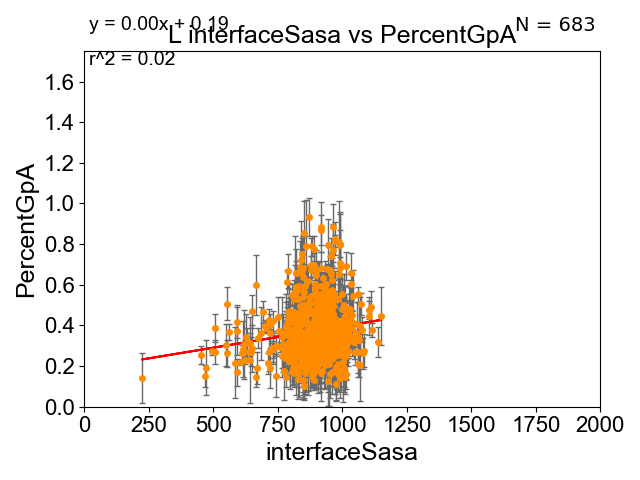 y = 0.00x + 0.19
L interfaceSasa vs PercentGpA
N = 683
r^2 = 0.02
PercentGpA
1.6
1.4
1.2
1.0
0.8
0.6
0.4
0.2
0.0
0 250 500 750 1000 1250 1500 1750 2000
interfaceSasa